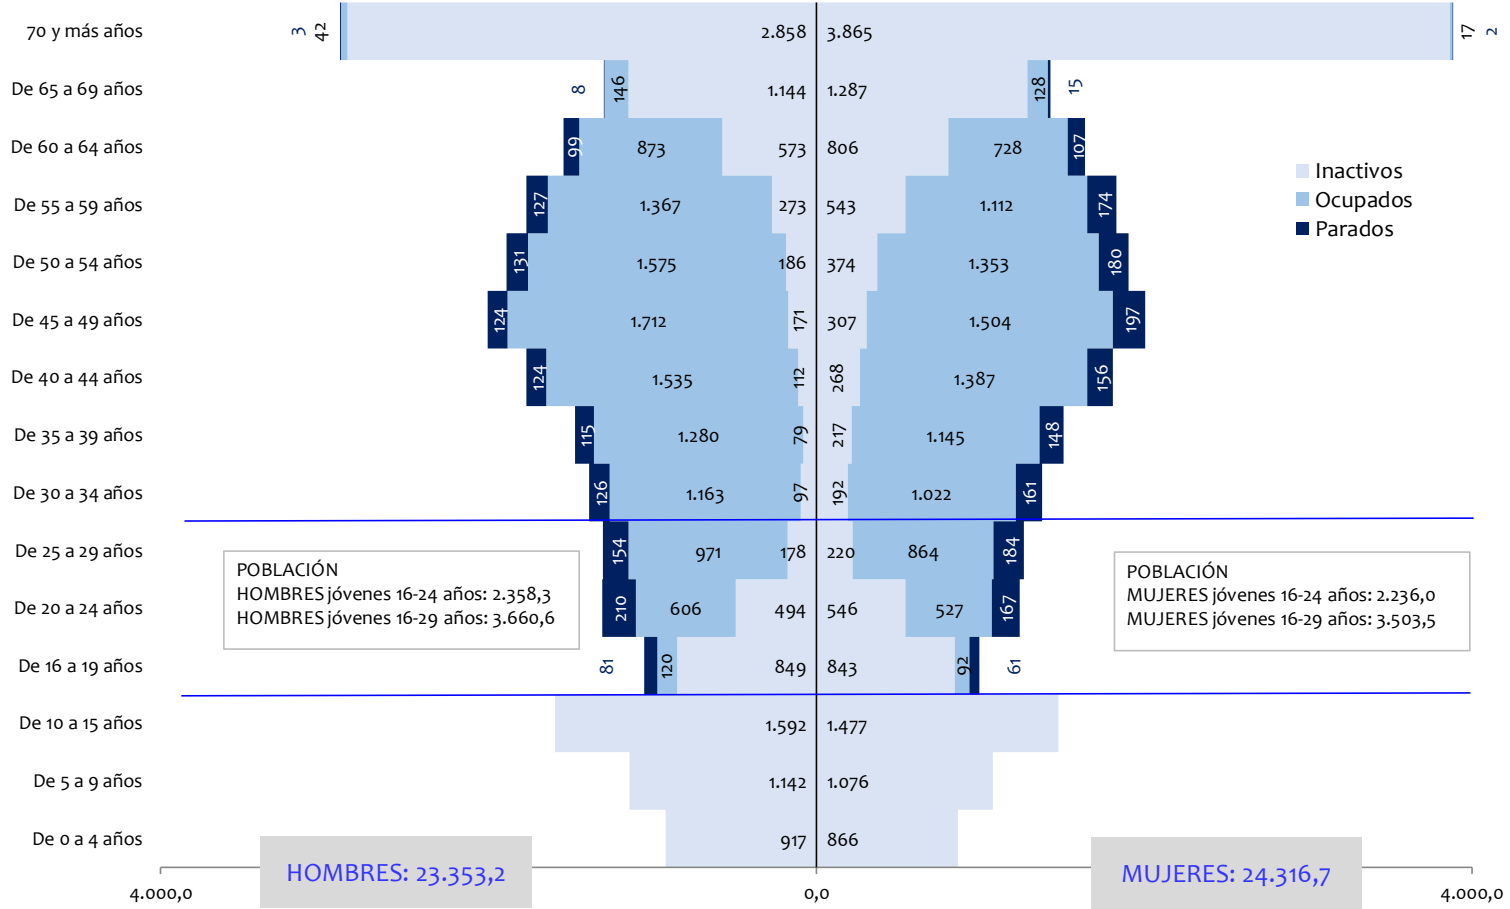 70 y más años 3 42 2.858 3.865 17 2
De 65 a 69 años 8 146 1.144 1.287 128 15
De 60 a 64 años 99 873 573 806 728 107
Inactivos
De 55 a 59 años 127 1.367 273 543 1.112 174
Ocupados
Parados
De 50 a 54 años 131 1.575 186 374 1.353 180
De 45 a 49 años 124 1.712 171 307 1.504 197
De 40 a 44 años 124 1.535 112 268 1.387 156
De 35 a 39 años 115 1.280 79 217 1.145 148
De 30 a 34 años 126 1.163 97 192 1.022 161
De 25 a 29 años 154 971 178 220 864 184
POBLACIÓN
HOMBRES jóvenes 16-24 años: 2.358,3
HOMBRES jóvenes 16-29 años: 3.660,6
POBLACIÓN
MUJERES jóvenes 16-24 años: 2.236,0
MUJERES jóvenes 16-29 años: 3.503,5
De 20 a 24 años 210 606 494 546 527 167
De 16 a 19 años 81 120 849 843 92 61
De 10 a 15 años 1.592 1.477
De 5 a 9 años 1.142 1.076
De 0 a 4 años 917 866
HOMBRES: 23.353,2
MUJERES: 24.316,7
4.000,0 0,0 4.000,0